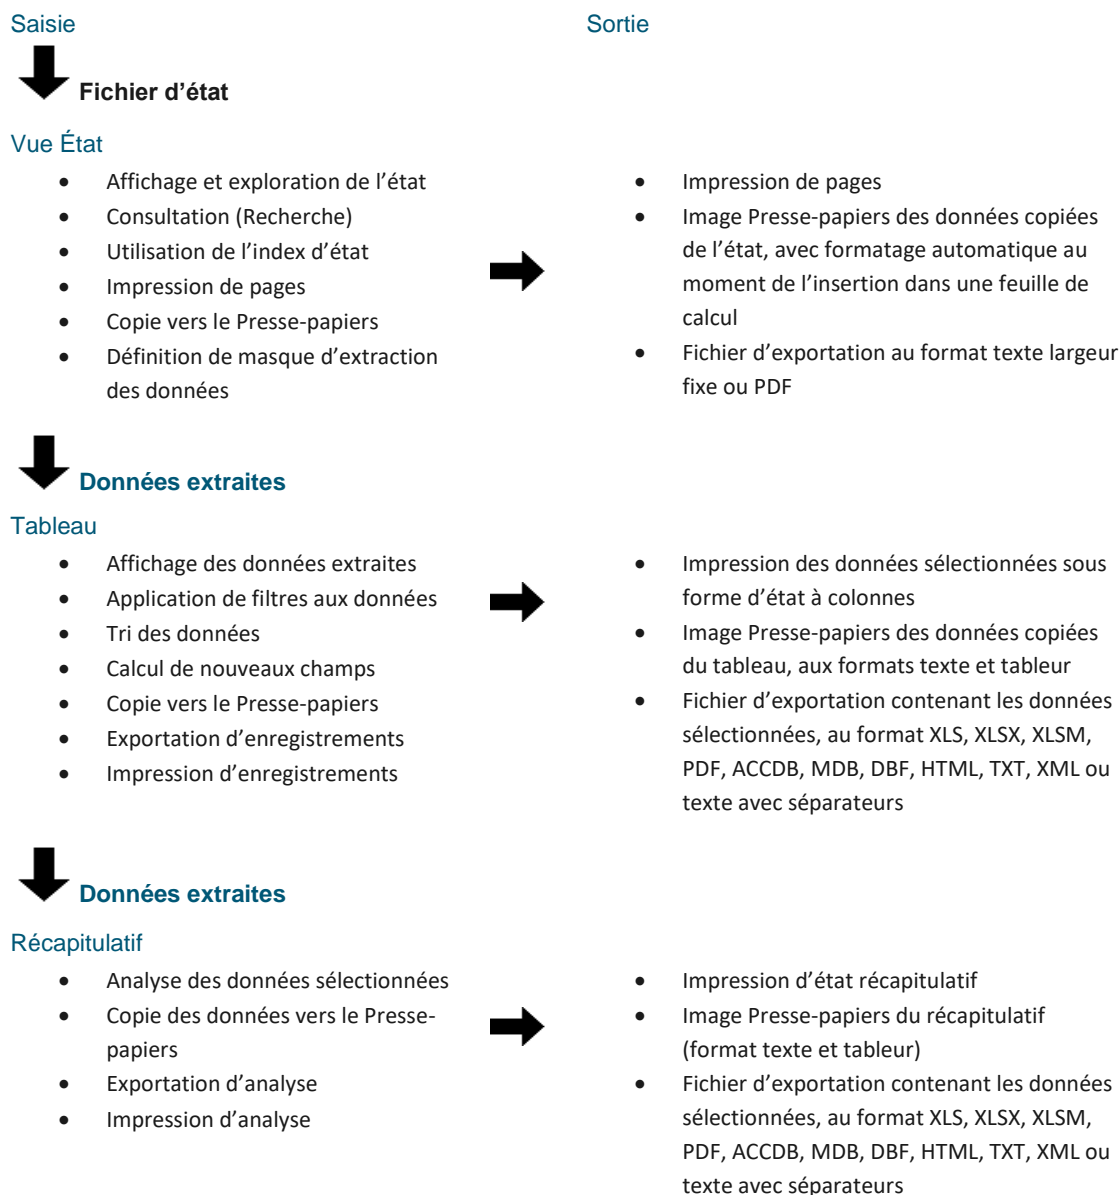 Saisie
Sortie
Fichier d’état
Vue État
• Affichage et exploration de l’état
• Consultation (Recherche)
• Utilisation de l’index d’état
• Impression de pages
• Copie vers le Presse-papiers
• Définition de masque d’extraction
des données
• Impression de pages
• Image Presse-papiers des données copiées
de l’état, avec formatage automatique au
moment de l’insertion dans une feuille de
calcul
• Fichier d’exportation au format texte largeur
fixe ou PDF
Données extraites
Tableau
• Affichage des données extraites
• Application de filtres aux données
• Tri des données
• Calcul de nouveaux champs
• Copie vers le Presse-papiers
• Exportation d’enregistrements
• Impression d’enregistrements
• Impression des données sélectionnées sous
forme d’état à colonnes
• Image Presse-papiers des données copiées
du tableau, aux formats texte et tableur
• Fichier d’exportation contenant les données
sélectionnées, au format XLS, XLSX, XLSM,
PDF, ACCDB, MDB, DBF, HTML, TXT, XML ou
texte avec séparateurs
Données extraites
Récapitulatif
• Analyse des données sélectionnées
• Copie des données vers le Presse-
papiers
• Exportation d’analyse
• Impression d’analyse
• Impression d’état récapitulatif
• Image Presse-papiers du récapitulatif
(format texte et tableur)
• Fichier d’exportation contenant les données
sélectionnées, au format XLS, XLSX, XLSM,
PDF, ACCDB, MDB, DBF, HTML, TXT, XML ou
texte avec séparateurs